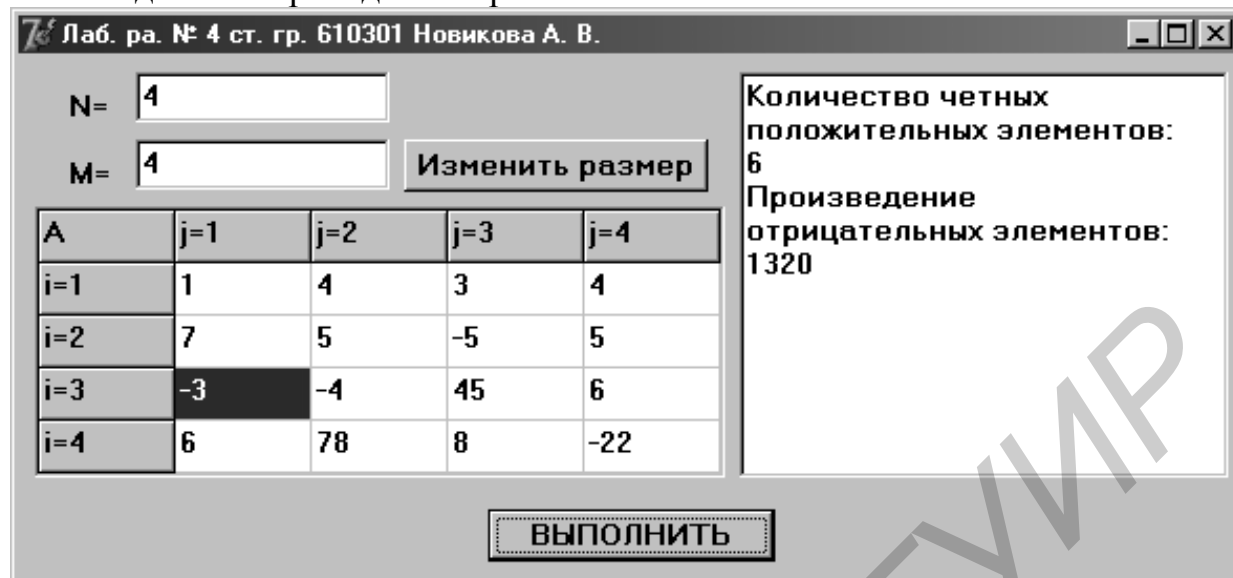 Лаб. ра. № 4 ст. гр. 610301 Новикова А. В.
N= 4
M= 4 Изменить размер
A j=1 j=2 j=3 j=4
i=1 1 4 3 4
i=2 7 5 -5 5
i=3 -3 -4 45 6
i=4 6 78 8 -22
Количество четных
положительных элементов:
6
Произведение
отрицательных элементов:
1320
ВЫПОЛНИТЬ
ГУИР